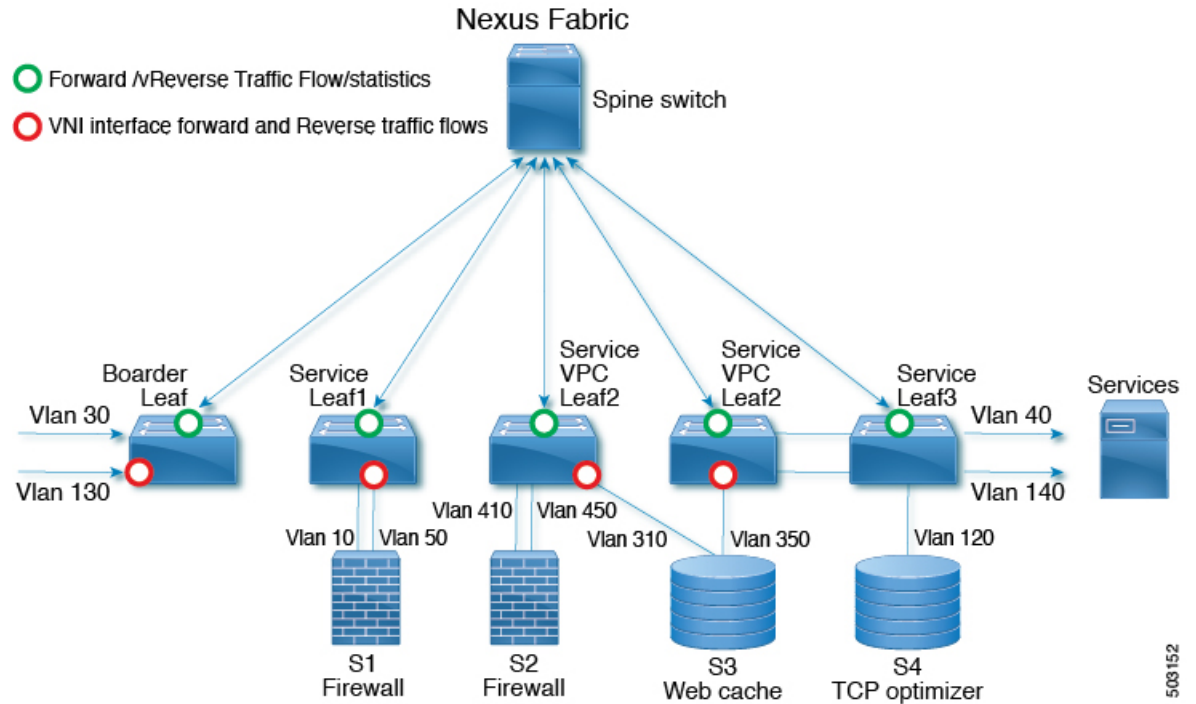 Nexus Fabric
Forward /vReverse Traffic Flow/statistics
VNI interface forward and Reverse traffic flows
Spine switch
Boarder
Leaf
Service
Leaf1
Service
VPC
Leaf2
Service
VPC
Leaf2
Service
Leaf3
Services
Vlan 30
Vlan 130
Vlan 40
Vlan 140
Vlan 10
Vlan 50
Vlan 410
Vlan 450
Vlan 310
Vlan 350
Vlan 120
S1
Firewall
S2
Firewall
S3
Web cache
S4
TCP optimizer
503152